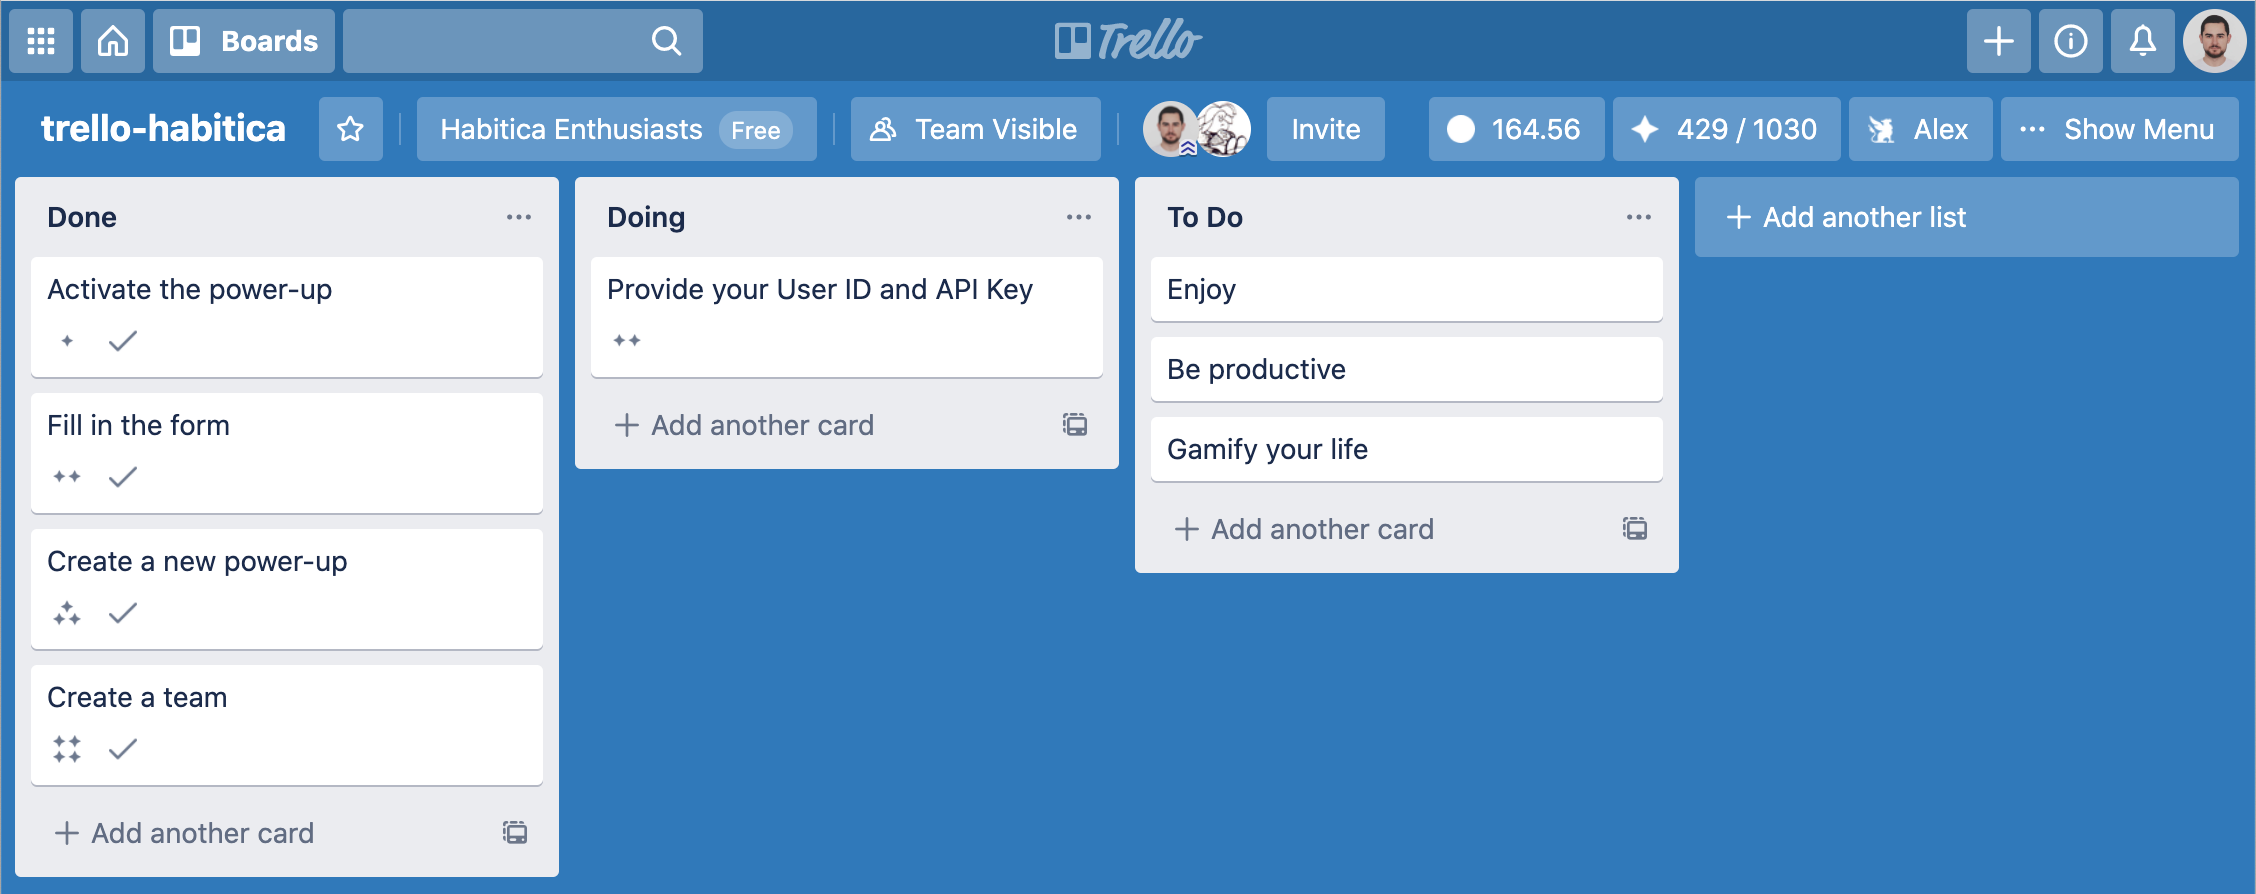 Boards
Trello
trello-habitica
Habitica Enthusiasts Free
Team Visible
Invite
164.56
429 / 1030
Alex
Show Menu
Done
Activate the power-up
Fill in the form
Create a new power-up
Create a team
Add another card
Doing
Provide your User ID and API Key
Add another card
To Do
Enjoy
Be productive
Gamify your life
Add another card
Add another list